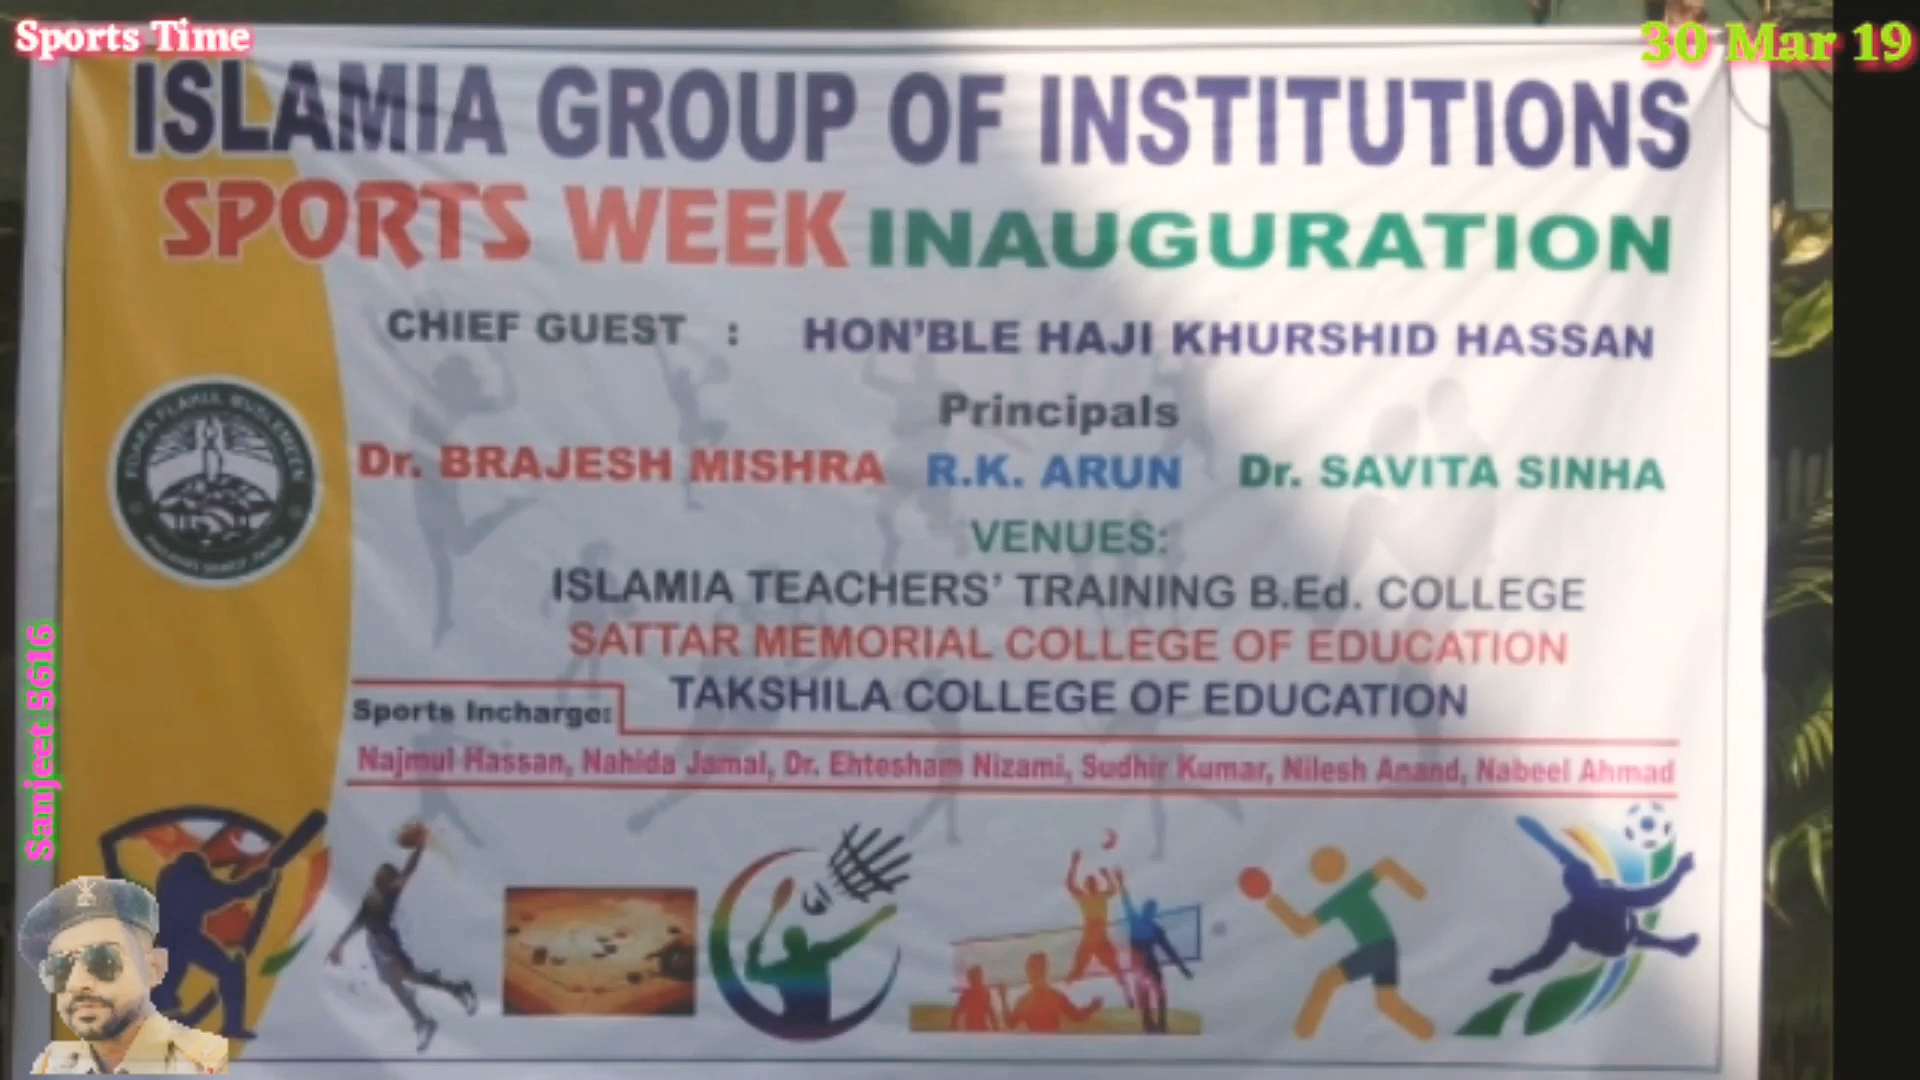 Sports Time
30 Mar 19
ISLAMIA GROUP OF INSTITUTIONS
SPORTS WEEK INAUGURATION
CHIEF GUEST : HON'BLE HAJI KHURSHID HASSAN
Principals
Dr. BRAJESH MISHRA R.K. ARUN Dr. SAVITA SINHA
VENUES:
ISLAMIA TEACHERS' TRAINING B.Ed. COLLEGE
SATTAR MEMORIAL COLLEGE OF EDUCATION
TAKSHILA COLLEGE OF EDUCATION
Sports Incharge:
Najmul Hassan, Nahida Jamal, Dr. Ehtesham Nizami, Sudhir Kumar, Nilesh Anand, Nabeel Ahmad
Sanjeet S616